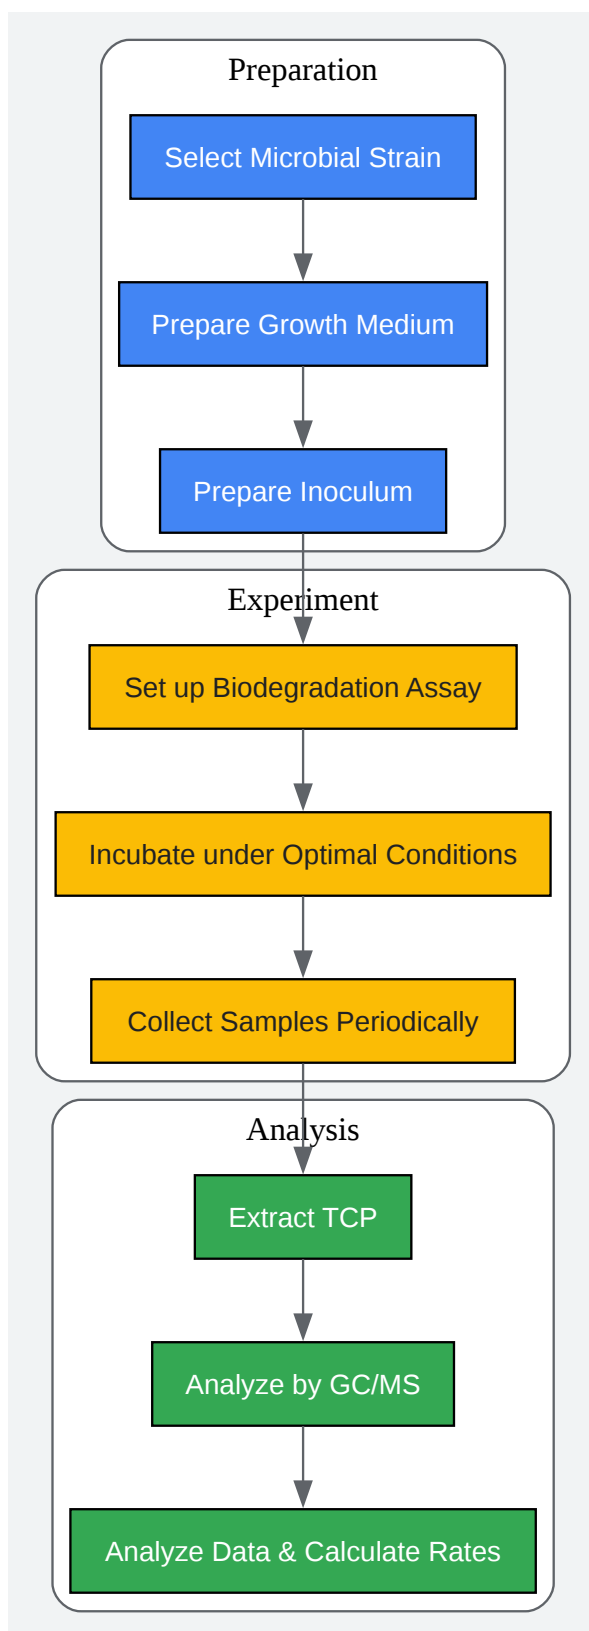 Preparation
Select Microbial Strain
Prepare Growth Medium
Prepare Inoculum
Experiment
Set up Biodegradation Assay
Incubate under Optimal Conditions
Collect Samples Periodically
Analysis
Extract TCP
Analyze by GC/MS
Analyze Data & Calculate Rates